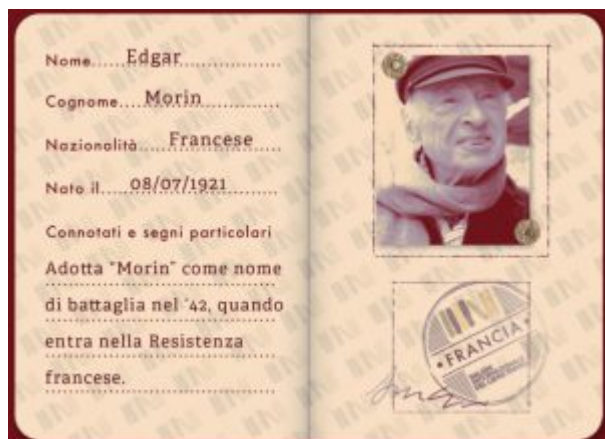 Nome.....Edgar
Cognome....Morin
Nazionalità.....Francese
Nato il.....08/07/1921
Connotati e segni particolari
Adotta "Morin" come nome
di battaglia nel '42, quando
entra nella Resistenza
francese.
IN
•FRANCIA•